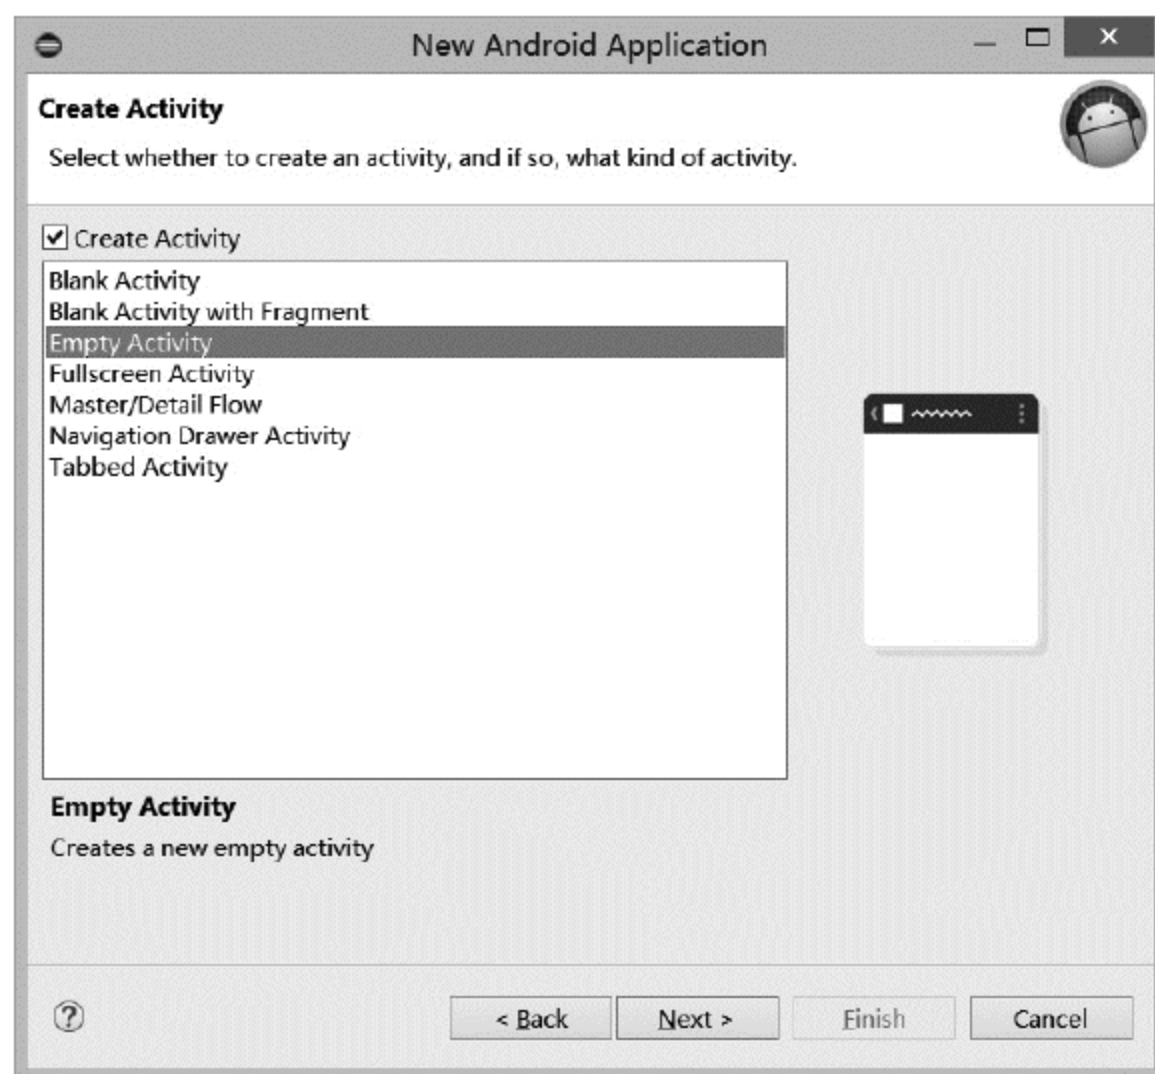 New Android Application
Create Activity
Select whether to create an activity, and if so, what kind of activity.
Create Activity
Blank Activity
Blank Activity with Fragment
Empty Activity
Fullscreen Activity
Master/Detail Flow
Navigation Drawer Activity
Tabbed Activity
Empty Activity
Creates a new empty activity
? < Back Next > Finish Cancel